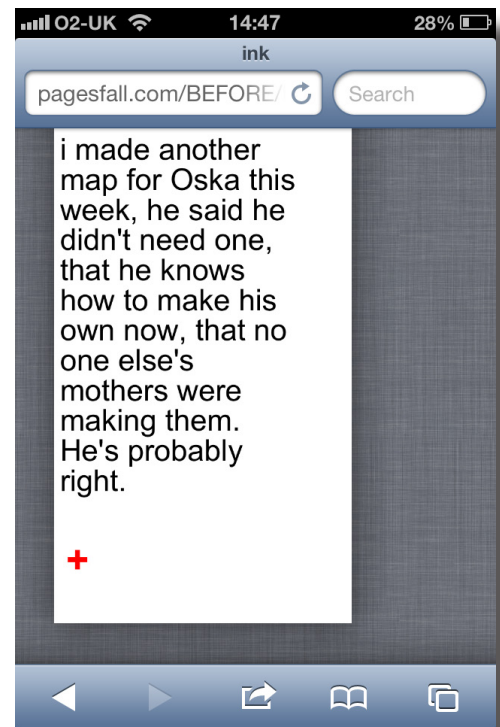 O2-UK 14:47 28%
ink
pagesfall.com/BEFORE/ Search
i made another
map for Oska this
week, he said he
didn't need one,
that he knows
how to make his
own now, that no
one else's
mothers were
making them.
He's probably
right.
+